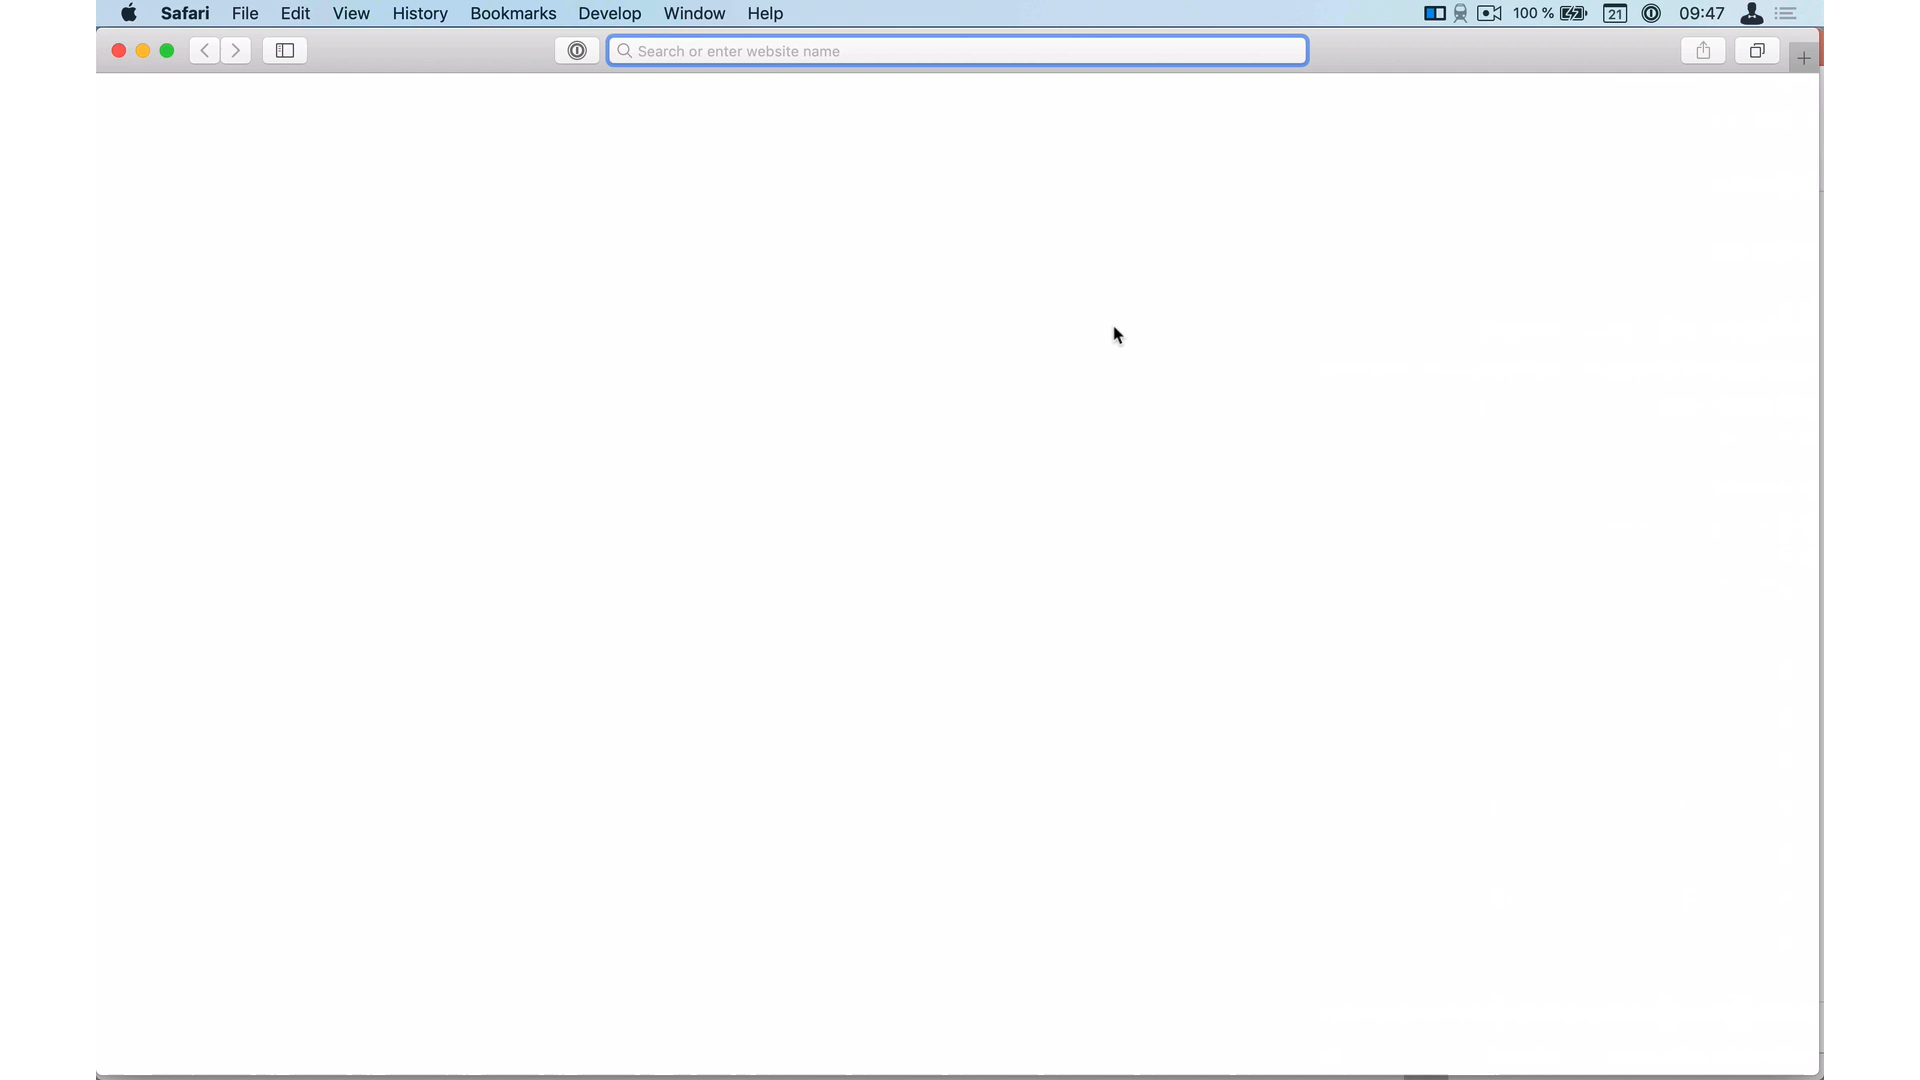 Safari File Edit View History Bookmarks Develop Window Help 100 % 21 09:47
Search or enter website name